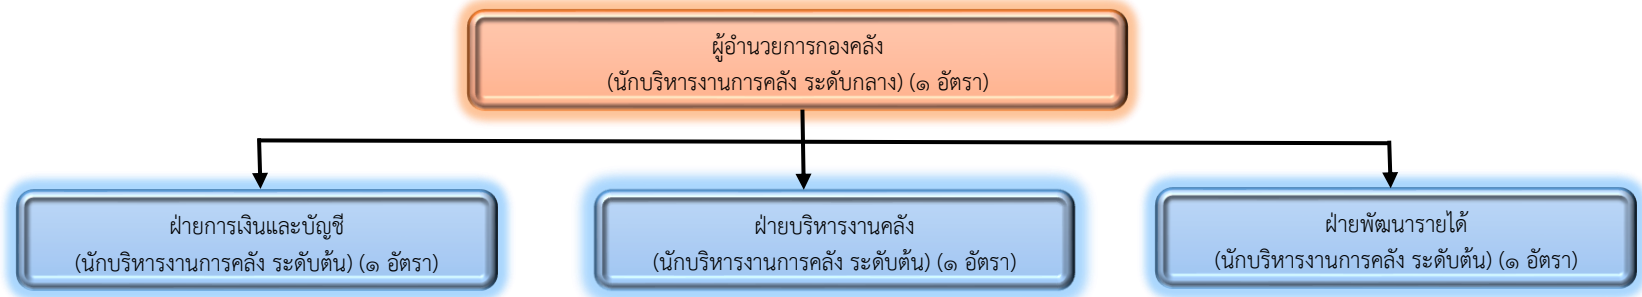 ผู้อำนวยการกองคลัง
(นักบริหารงานการคลัง ระดับกลาง) (๑ อัตรา)
ฝ่ายการเงินและบัญชี
(นักบริหารงานการคลัง ระดับต้น) (๑ อัตรา)
ฝ่ายบริหารงานคลัง
(นักบริหารงานการคลัง ระดับต้น) (๑ อัตรา)
ฝ่ายพัฒนารายได้
(นักบริหารงานการคลัง ระดับต้น) (๑ อัตรา)